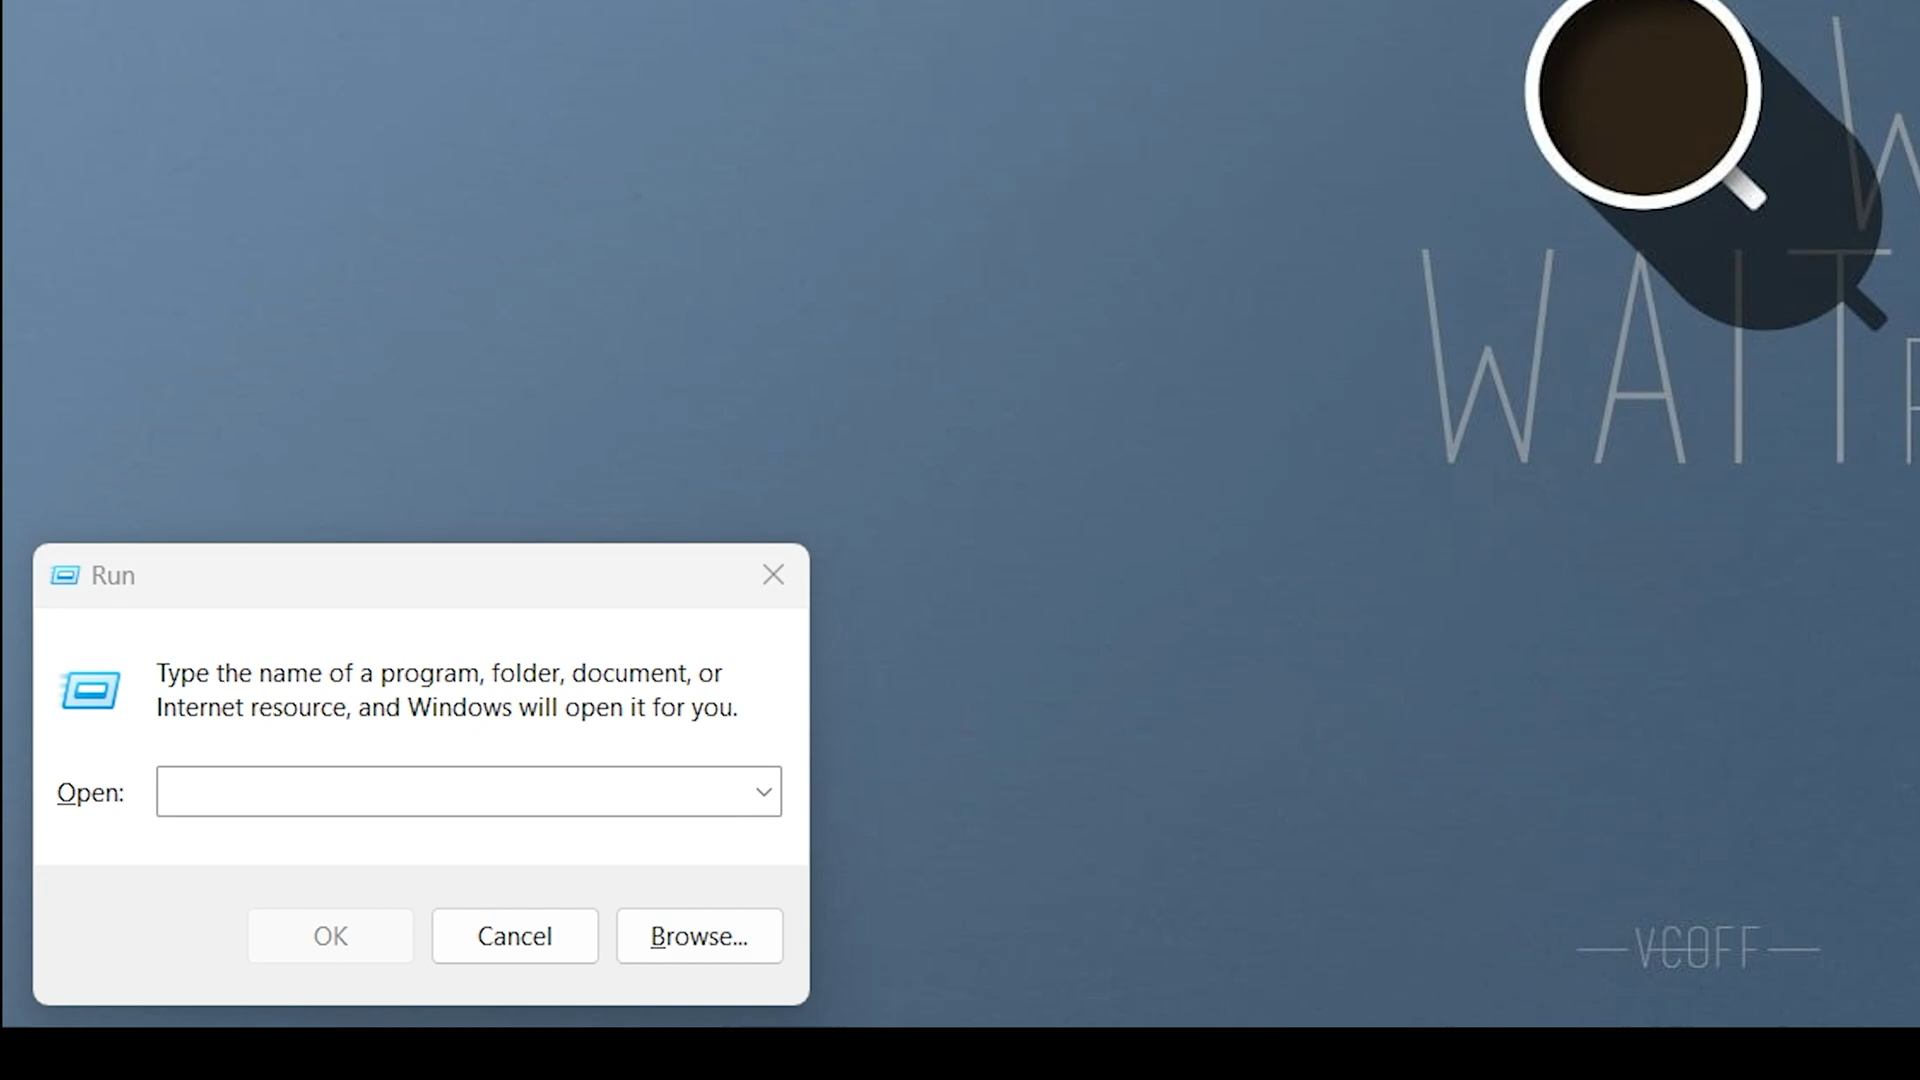 W
WAIT
Run
Type the name of a program, folder, document, or
Internet resource, and Windows will open it for you.
Open:
OK
Cancel
Browse...
VCOFF